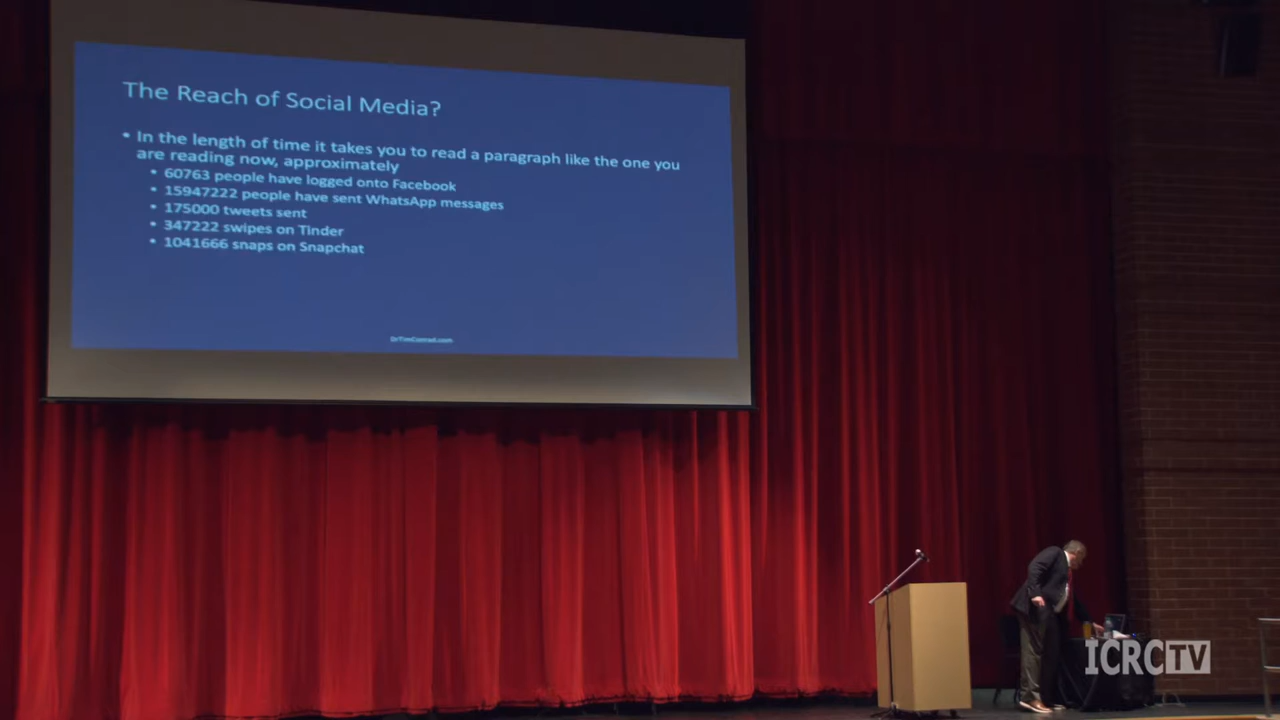 The Reach of Social Media?
• In the length of time it takes you to read a paragraph like the one you
are reading now, approximately
• 60763 people have logged onto Facebook
• 15947222 people have sent WhatsApp messages
• 175000 tweets sent
• 347222 swipes on Tinder
• 1041666 snaps on Snapchat
DrTimConrad.com
ICRCTV